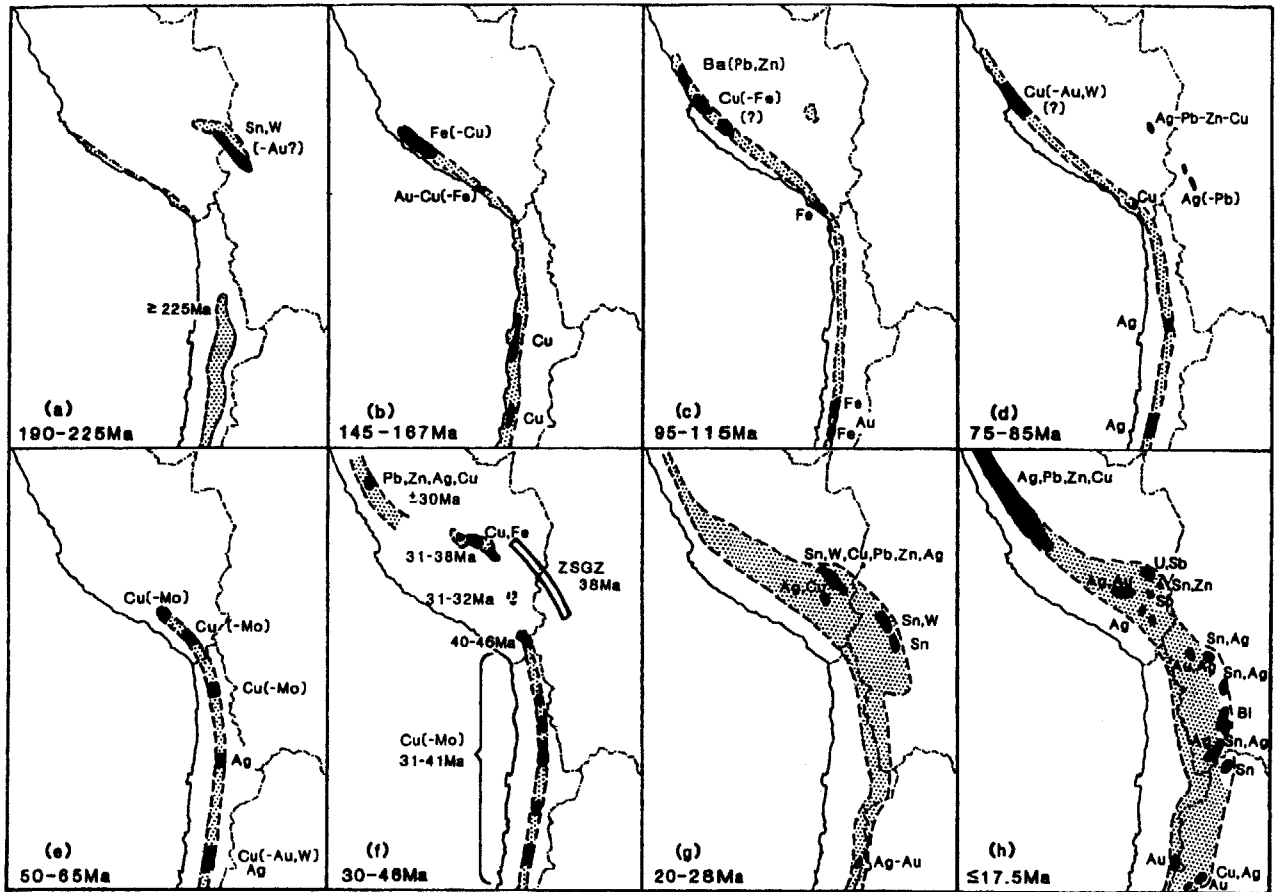 Sn,W
(-Au?)
≥ 225Ma
(a)
190-225Ma
Fe(-Cu)
Au-Cu(-Fe)
Cu
Cu
(b)
145-167Ma
Ba(Pb,Zn)
Cu(-Fe)
(?)
Fe
Fe
Fe
Au
(c)
95-115Ma
Cu(-Au,W)
(?)
Ag-Pb-Zn-Cu
Ag(-Pb)
Cu
Ag
Ag
(d)
75-85Ma
Cu(-Mo)
Cu (-Mo)
Cu(-Mo)
Ag
Cu(-Au,W)
Ag
(e)
50-65Ma
Pb,Zn,Ag,Cu
±30Ma
Cu,Fe
31-38Ma
ZSGZ
38Ma
31-32Ma
40-46Ma
Cu(-Mo)
31-41Ma
(f)
30-46Ma
Sn,W,Cu,Pb,Zn,Ag
Ag,Cu
Sn,W
Sn
Ag-Au
(g)
20-28Ma
Ag,Pb,Zn,Cu
U,Sb
Ag,Au
W,Sn,Zn
Sb
Ag
Sn,Ag
Au,Ag
Sn,Ag
Bi
Ag
Sn,Ag
Sn
Au
Cu,Ag
Au
(h)
≤17.5Ma